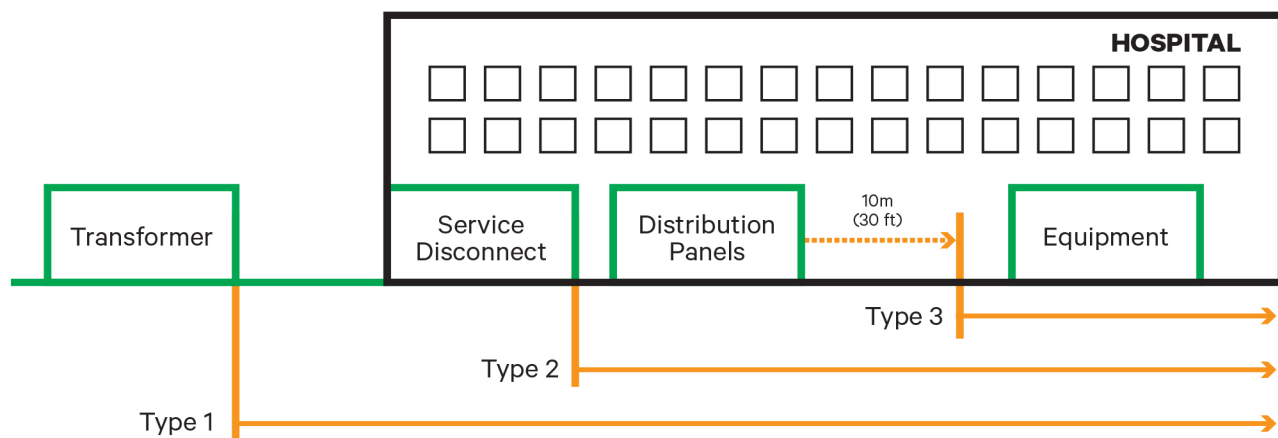 HOSPITAL
Transformer
Service
Disconnect
Distribution
Panels
10m
(30 ft)
Equipment
Type 3
Type 2
Type 1